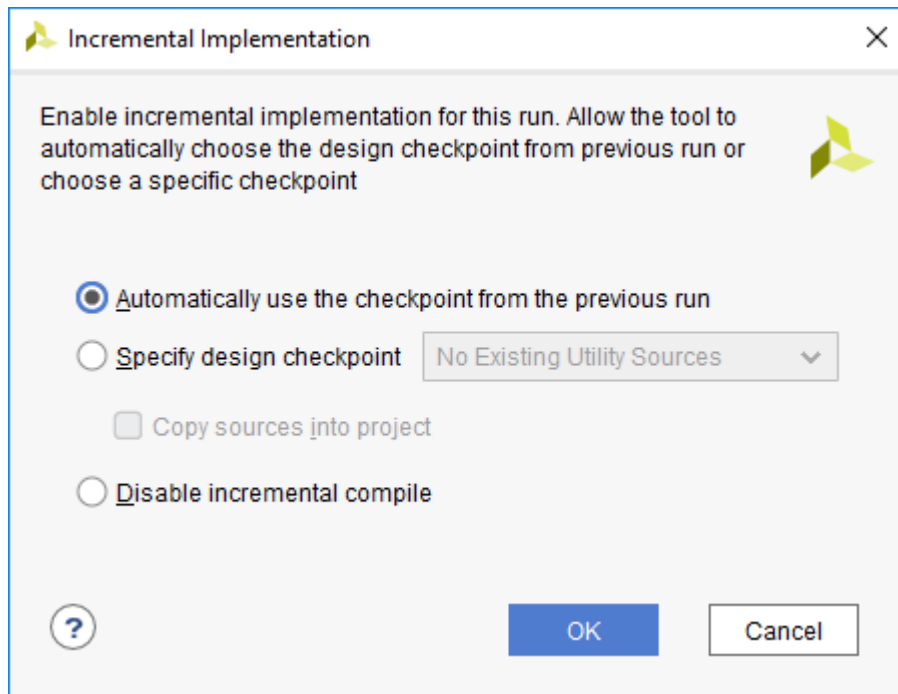 Incremental Implementation
Enable incremental implementation for this run. Allow the tool to
automatically choose the design checkpoint from previous run or
choose a specific checkpoint
Automatically use the checkpoint from the previous run
Specify design checkpoint No Existing Utility Sources
Copy sources into project
Disable incremental compile
? OK Cancel